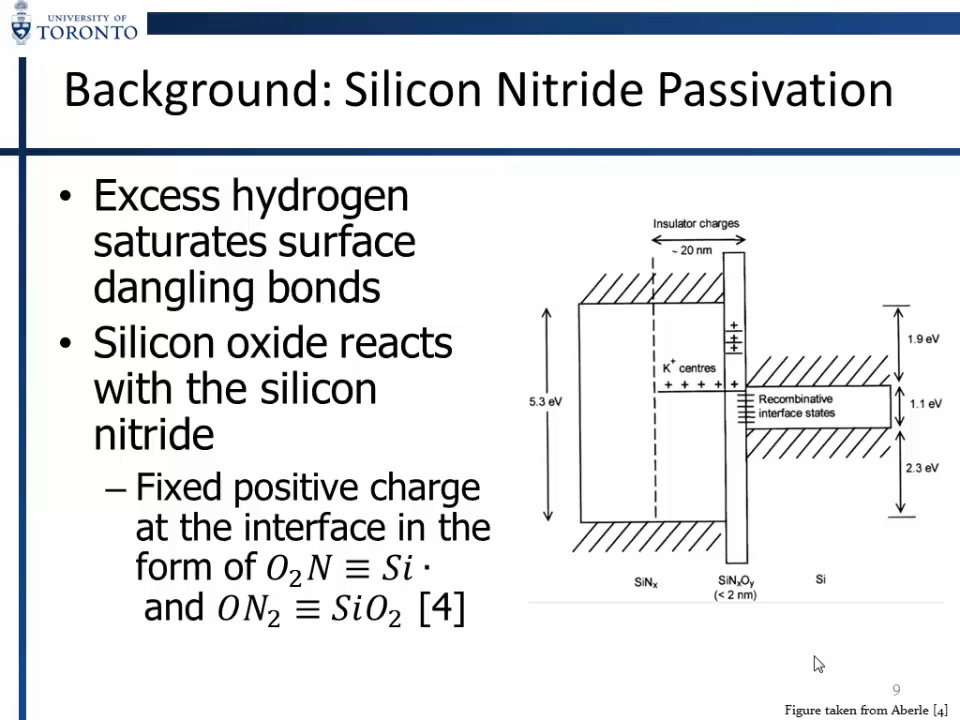 UNIVERSITY OF
TORONTO
Background: Silicon Nitride Passivation
• Excess hydrogen
saturates surface
dangling bonds
• Silicon oxide reacts
with the silicon
nitride
– Fixed positive charge
at the interface in the
form of O₂N ≡ Si ·
and ON₂ ≡ SiO₂ [4]
Insulator charges
~ 20 nm
+
+
+
K⁺ centres
+ + + + +
5.3 eV
Recombinative
interface states
1.9 eV
1.1 eV
2.3 eV
SiNₓ
SiNₓOᵧ
(< 2 nm)
Si
9
Figure taken from Aberle [4]